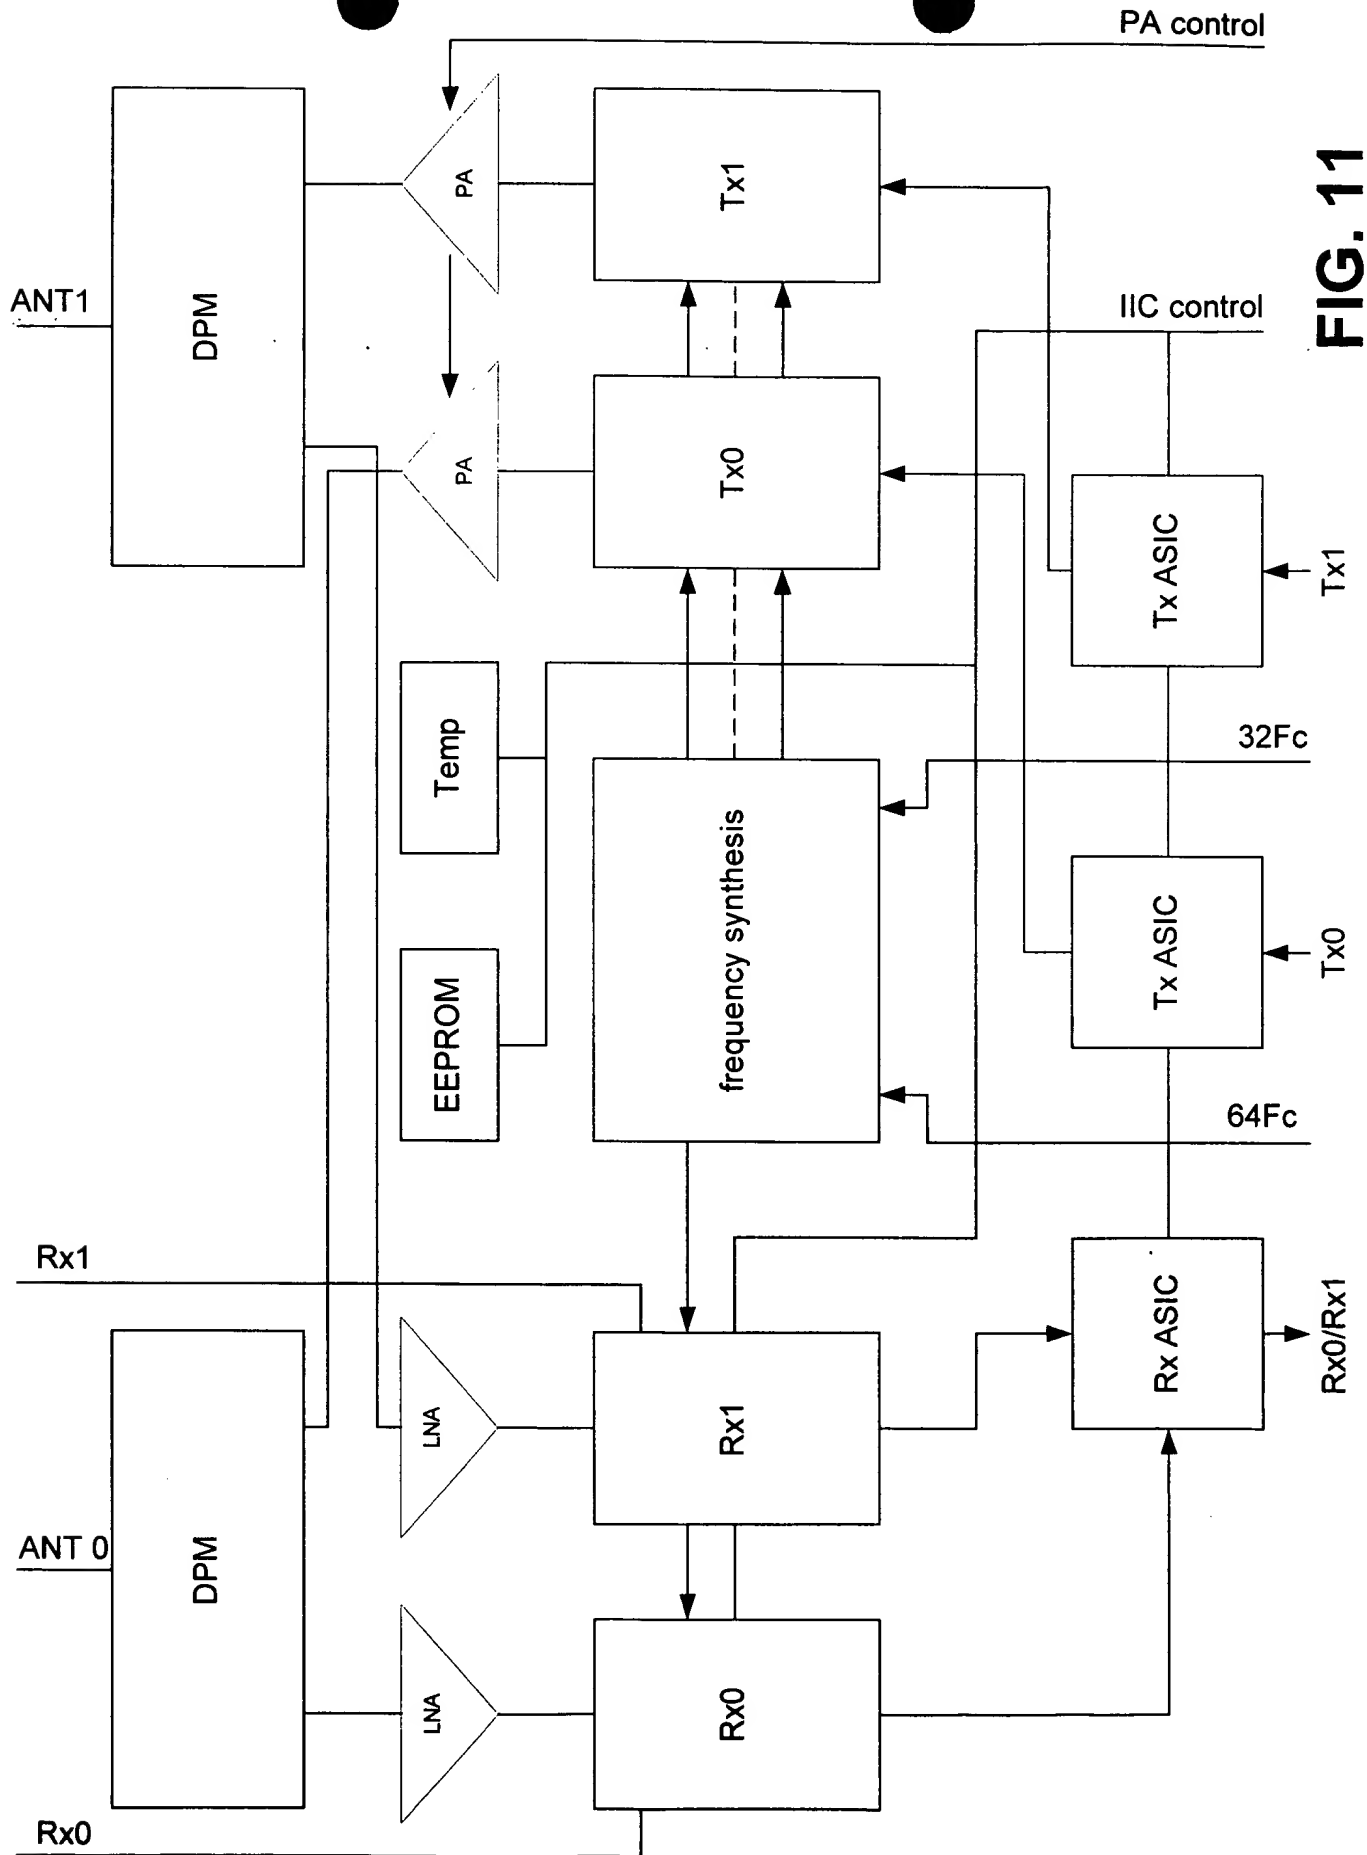 PA control
ANT1
DPM
PA
Tx1
FIG. 11
IIC control
PA
Tx0
Tx ASIC
Tx1
Temp
32Fc
EEPROM
frequency synthesis
Tx ASIC
Tx0
64Fc
Rx1
ANT 0
DPM
LNA
Rx1
Rx ASIC
Rx0/Rx1
LNA
Rx0
Rx0